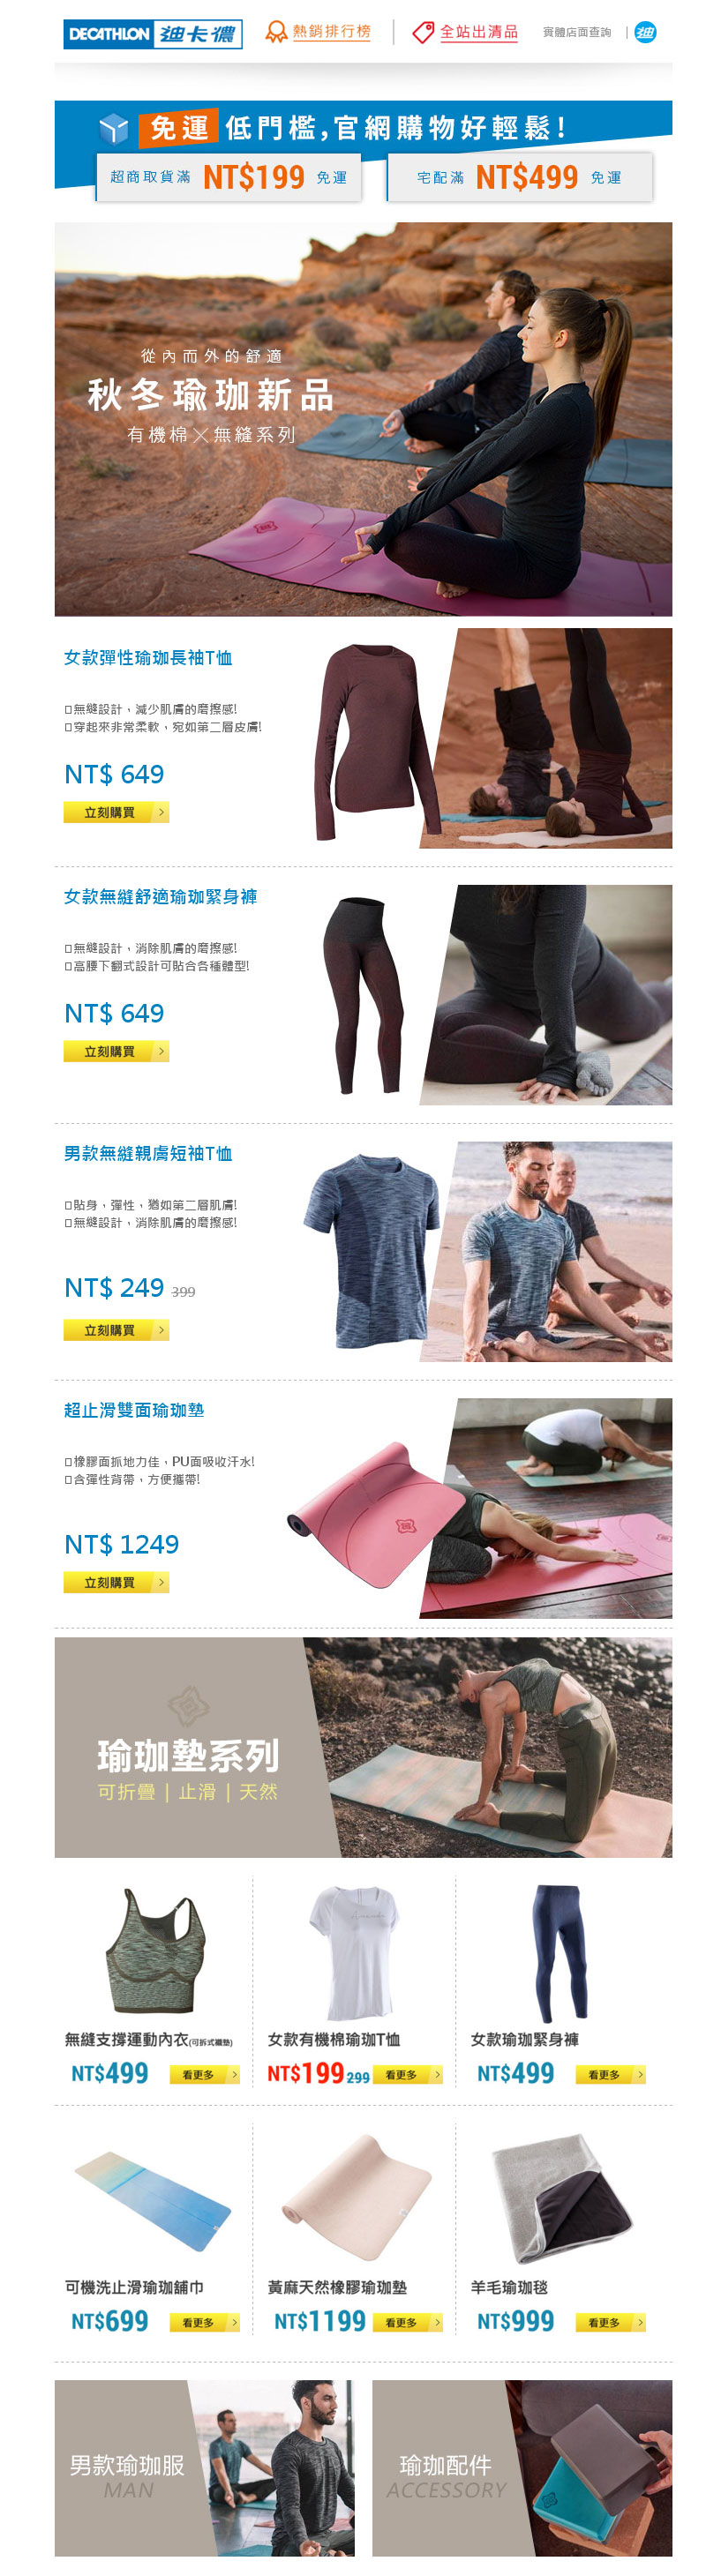 DECATHLON 迪卡儂
熱銷排行榜
全站出清品
實體店面查詢
迪
免運 低門檻,官網購物好輕鬆!
超商取貨滿 NT$199 免運
宅配滿 NT$499 免運
從內而外的舒適
秋冬瑜珈新品
有機棉╳無縫系列
女款彈性瑜珈長袖T恤
無縫設計，減少肌膚的磨擦感!
穿起來非常柔軟，宛如第二層皮膚!
NT$ 649
立刻購買
女款無縫舒適瑜珈緊身褲
無縫設計，消除肌膚的磨擦感!
高腰下翻式設計可貼合各種體型!
NT$ 649
立刻購買
男款無縫親膚短袖T恤
貼身，彈性，猶如第二層肌膚!
無縫設計，消除肌膚的磨擦感!
NT$ 249 399
立刻購買
超止滑雙面瑜珈墊
橡膠面抓地力佳，PU面吸收汗水!
含彈性背帶，方便攜帶!
NT$ 1249
立刻購買
瑜珈墊系列
可折疊 | 止滑 | 天然
無縫支撐運動內衣(可拆式襯墊)
NT$499 看更多
女款有機棉瑜珈T恤
NT$199 299 看更多
女款瑜珈緊身褲
NT$499 看更多
可機洗止滑瑜珈舖巾
NT$699 看更多
黃麻天然橡膠瑜珈墊
NT$1199 看更多
羊毛瑜珈毯
NT$999 看更多
男款瑜珈服
MAN
瑜珈配件
ACCESSORY